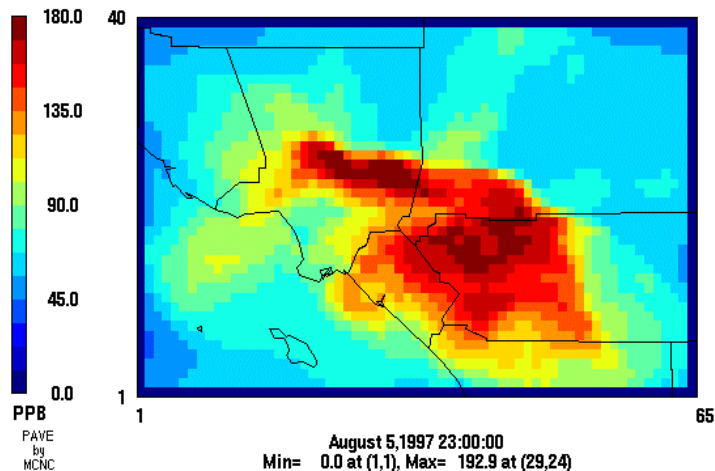 180.0
135.0
90.0
45.0
0.0
PPB
PAVE
by
MCNC
40
1
1
65
August 5,1997 23:00:00
Min= 0.0 at (1,1), Max= 192.9 at (29,24)